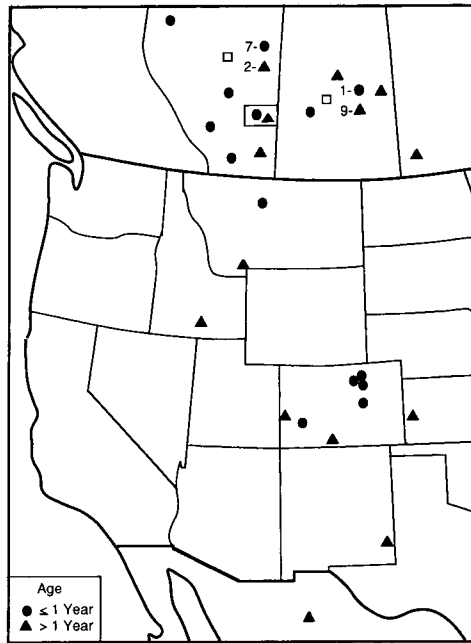 7-
2-
1-
9-
Age
≤ 1 Year
> 1 Year